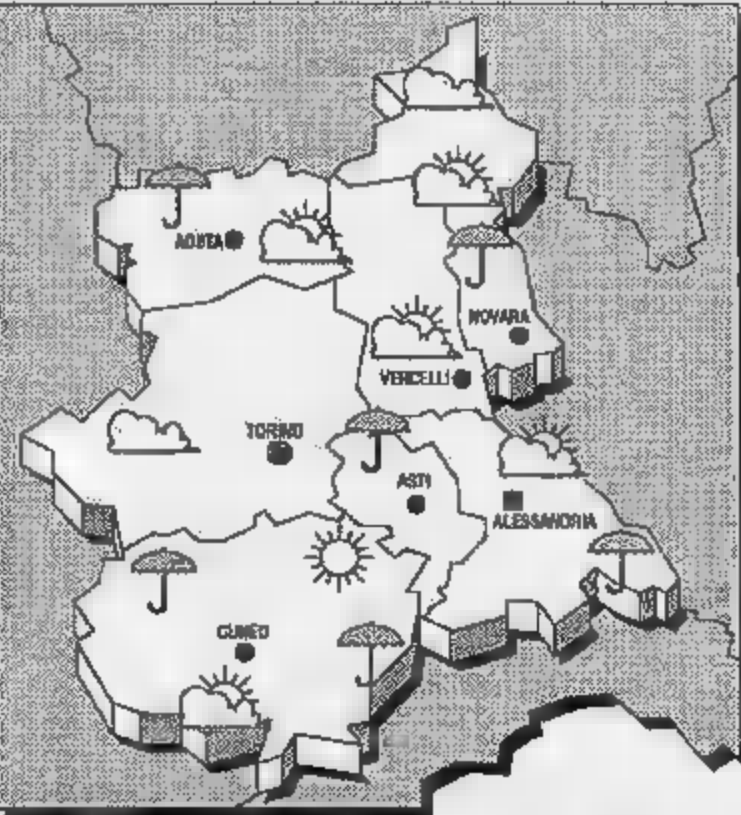 AOSTA
NOVARA
VERCELLI
TORINO
ASTI
ALESSANDRIA
CUNEO